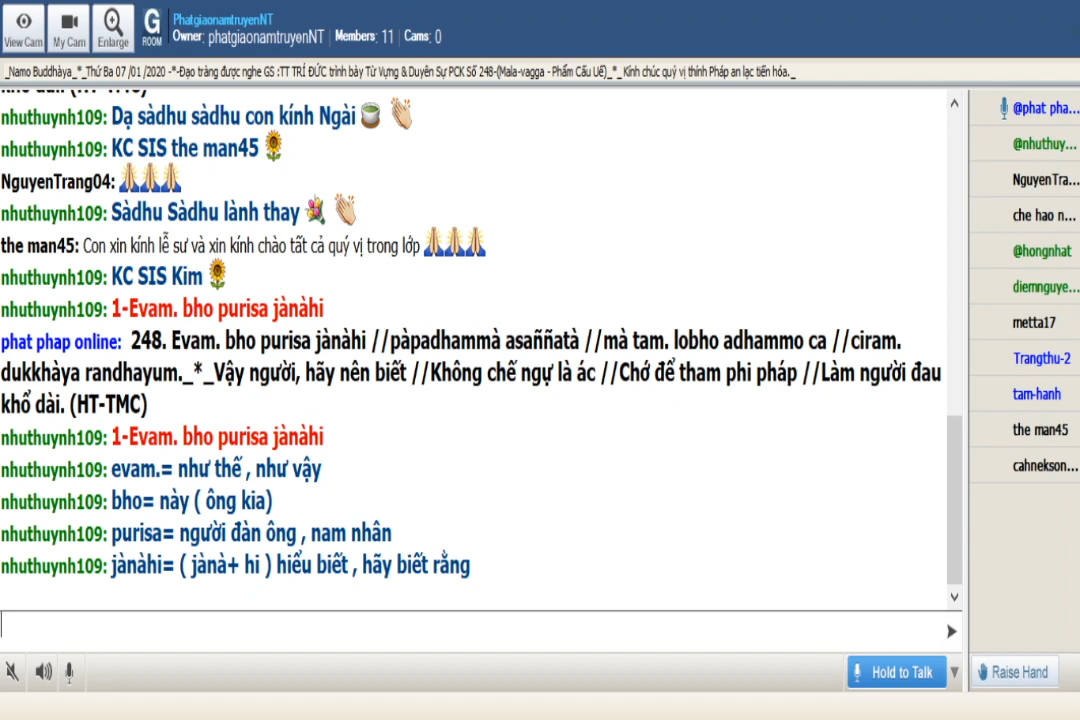 View Cam
My Cam
Enlarge
G
ROOM
PhatgiaonamtruyenNT
Owner: phatgiaonamtruyenNT | Members: 11 | Cams: 0
_Namo Buddhàya_*_Thứ Ba 07 /01 /2020 -*-Đạo tràng được nghe GS :TT TRÍ ĐỨC trình bày Từ Vựng & Duyên Sự PCK Số 248-(Mala-vagga - Phẩm Cấu Uế)_*_ Kính chúc quý vị thính Pháp an lạc tiến hóa._
nhuthuynh109: Dạ sàdhu sàdhu con kính Ngài
nhuthuynh109: KC SIS the man45
NguyenTrang04:
nhuthuynh109: Sàdhu Sàdhu lành thay
the man45: Con xin kính lễ sư và xin kính chào tất cả quý vị trong lớp
nhuthuynh109: KC SIS Kim
nhuthuynh109: 1-Evam. bho purisa jànàhi
phat phap online: 248. Evam. bho purisa jànàhi //pàpadhammà asaññatà //mà tam. lobho adhammo ca //ciram.
dukkhàya randhayum._*_Vậy người, hãy nên biết //Không chế ngự là ác //Chớ để tham phi pháp //Làm người đau
khổ dài. (HT-TMC)
nhuthuynh109: 1-Evam. bho purisa jànàhi
nhuthuynh109: evam.= như thế , như vậy
nhuthuynh109: bho= này ( ông kia)
nhuthuynh109: purisa= người đàn ông , nam nhân
nhuthuynh109: jànàhi= ( jànà+ hi ) hiểu biết , hãy biết rằng
@phat pha...
@nhuthuy...
NguyenTra...
che hao n...
@hongnhat
diemnguye...
metta17
Trangthu-2
tam-hanh
the man45
cahnekson...
Hold to Talk
Raise Hand